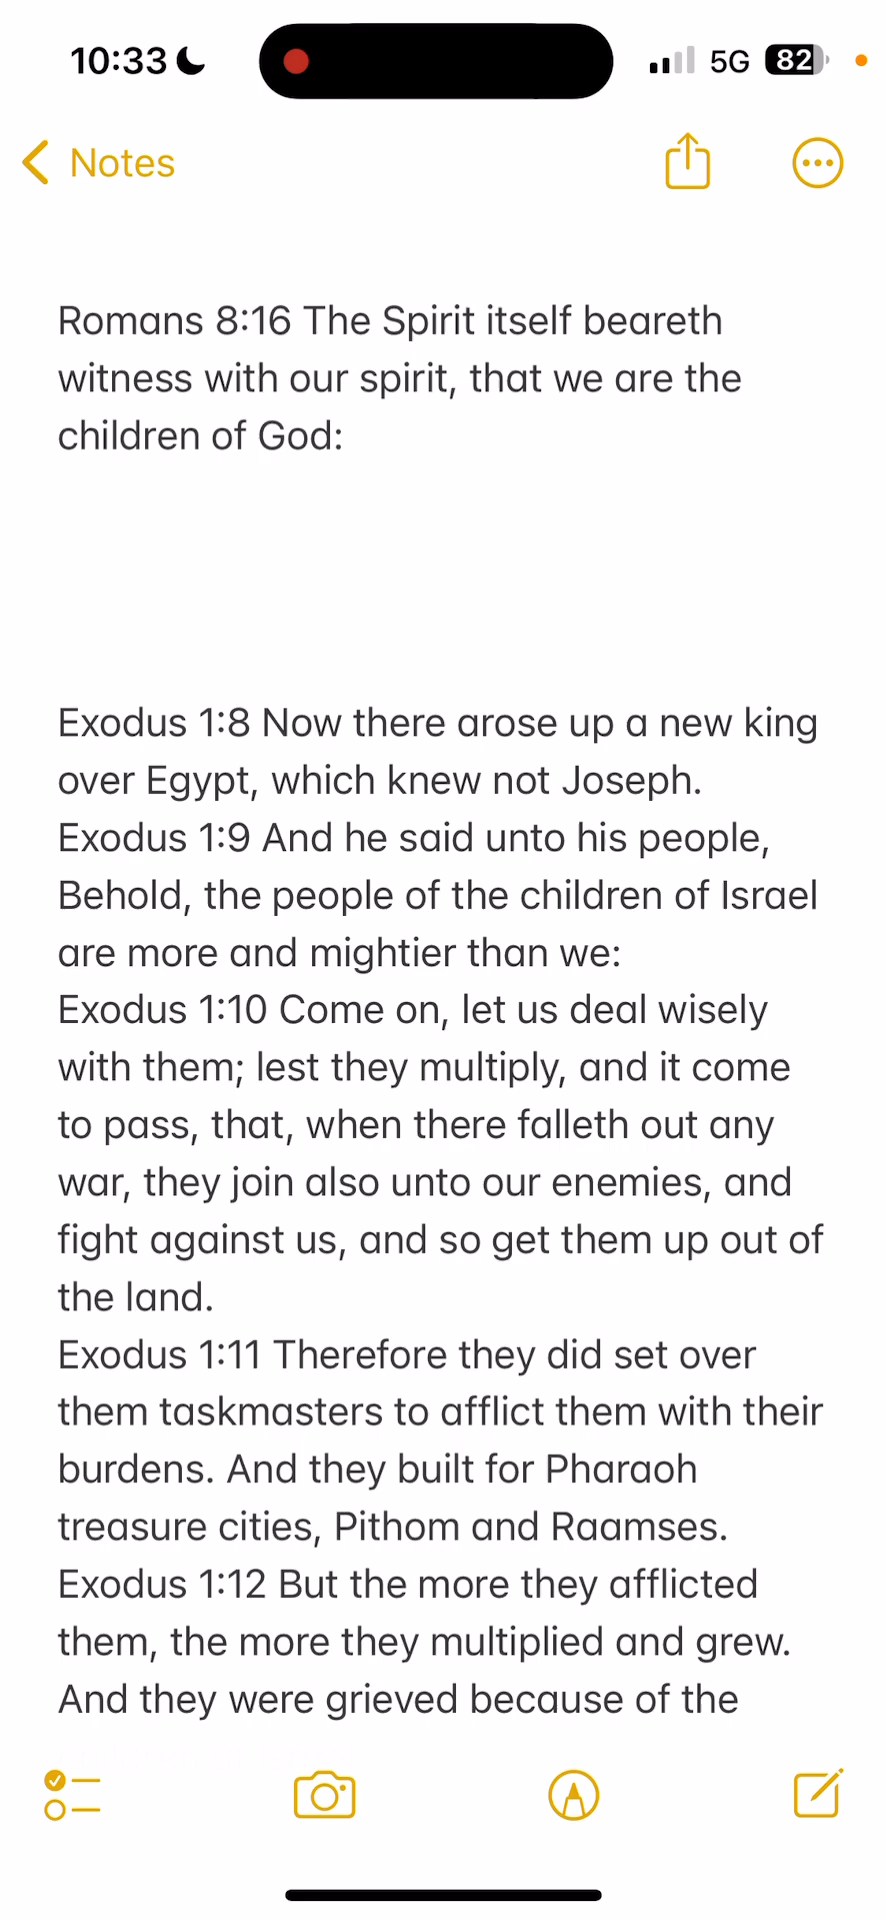 10:33
5G
82
Notes
Romans 8:16 The Spirit itself beareth
witness with our spirit, that we are the
children of God:
Exodus 1:8 Now there arose up a new king
over Egypt, which knew not Joseph.
Exodus 1:9 And he said unto his people,
Behold, the people of the children of Israel
are more and mightier than we:
Exodus 1:10 Come on, let us deal wisely
with them; lest they multiply, and it come
to pass, that, when there falleth out any
war, they join also unto our enemies, and
fight against us, and so get them up out of
the land.
Exodus 1:11 Therefore they did set over
them taskmasters to afflict them with their
burdens. And they built for Pharaoh
treasure cities, Pithom and Raamses.
Exodus 1:12 But the more they afflicted
them, the more they multiplied and grew.
And they were grieved because of the